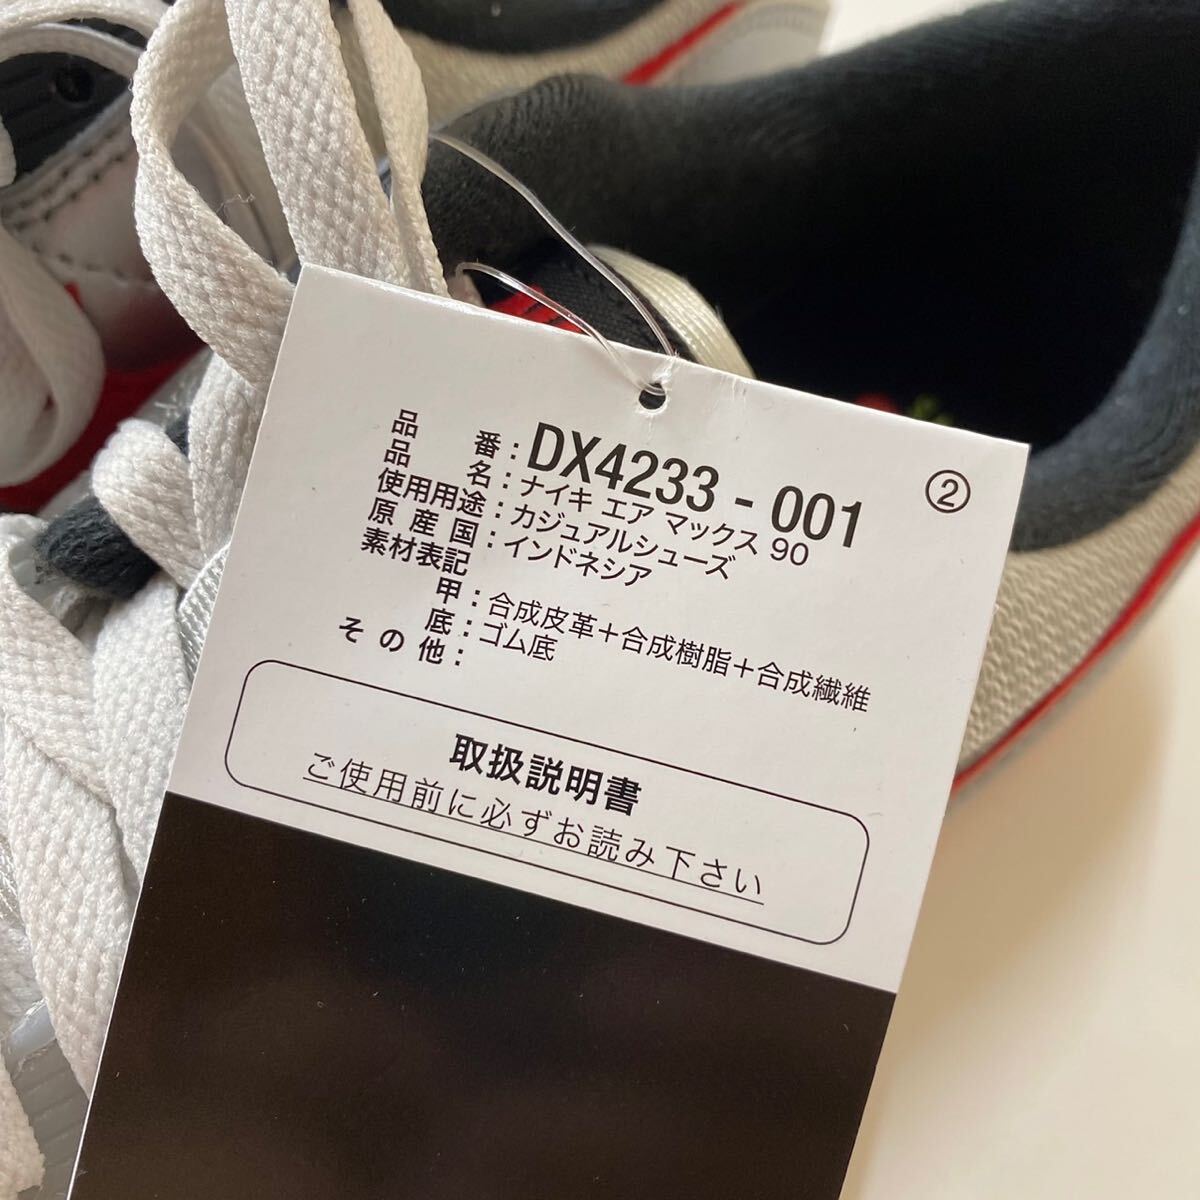 ②
品番：DX4233 - 001
品名：ナイキ エア マックス 90
使用用途：カジュアルシューズ
原産国：インドネシア
素材表記
甲：合成皮革＋合成樹脂＋合成繊維
底：ゴム底
その他：
取扱説明書
ご使用前に必ずお読み下さい